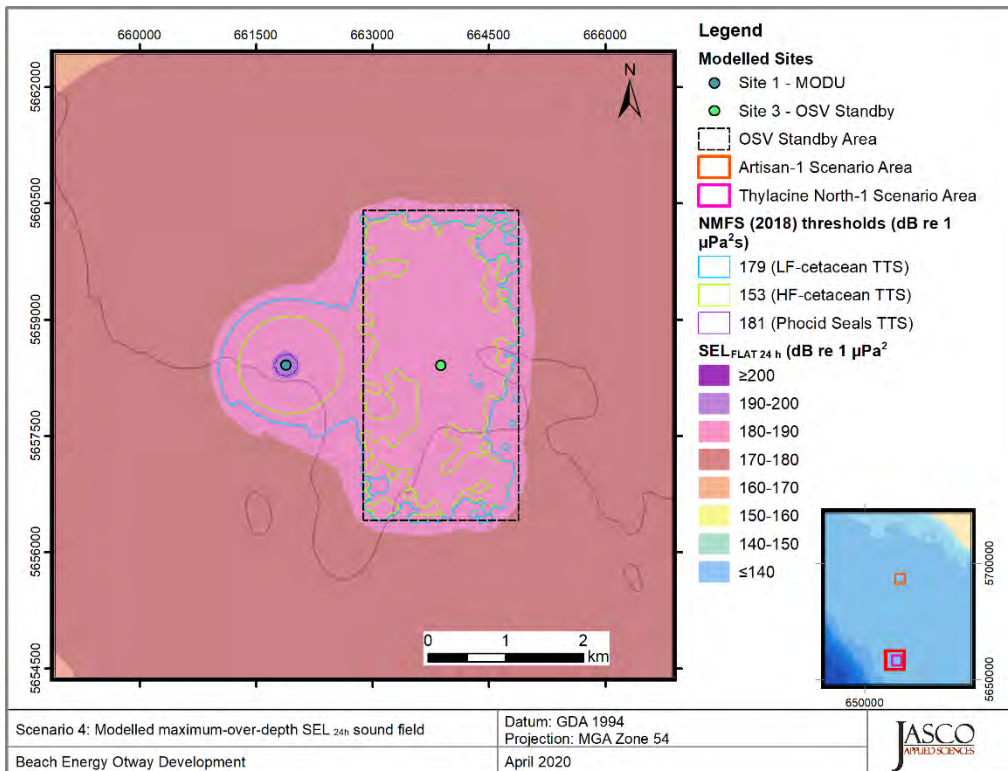 660000 661500 663000 664500 666000
5662000
5660500
5659000
5657500
5656000
5654500
N
0 1 2
km
Legend
Modelled Sites
Site 1 - MODU
Site 3 - OSV Standby
OSV Standby Area
Artisan-1 Scenario Area
Thylacine North-1 Scenario Area
NMFS (2018) thresholds (dB re 1
µPa²s)
179 (LF-cetacean TTS)
153 (HF-cetacean TTS)
181 (Phocid Seals TTS)
SEL FLAT 24 h (dB re 1 µPa²
≥200
190-200
180-190
170-180
160-170
150-160
140-150
≤140
5700000
5650000
650000
Scenario 4: Modelled maximum-over-depth SEL 24h sound field
Datum: GDA 1994
Projection: MGA Zone 54
Beach Energy Otway Development
April 2020
JASCO
APPLIED SCIENCES